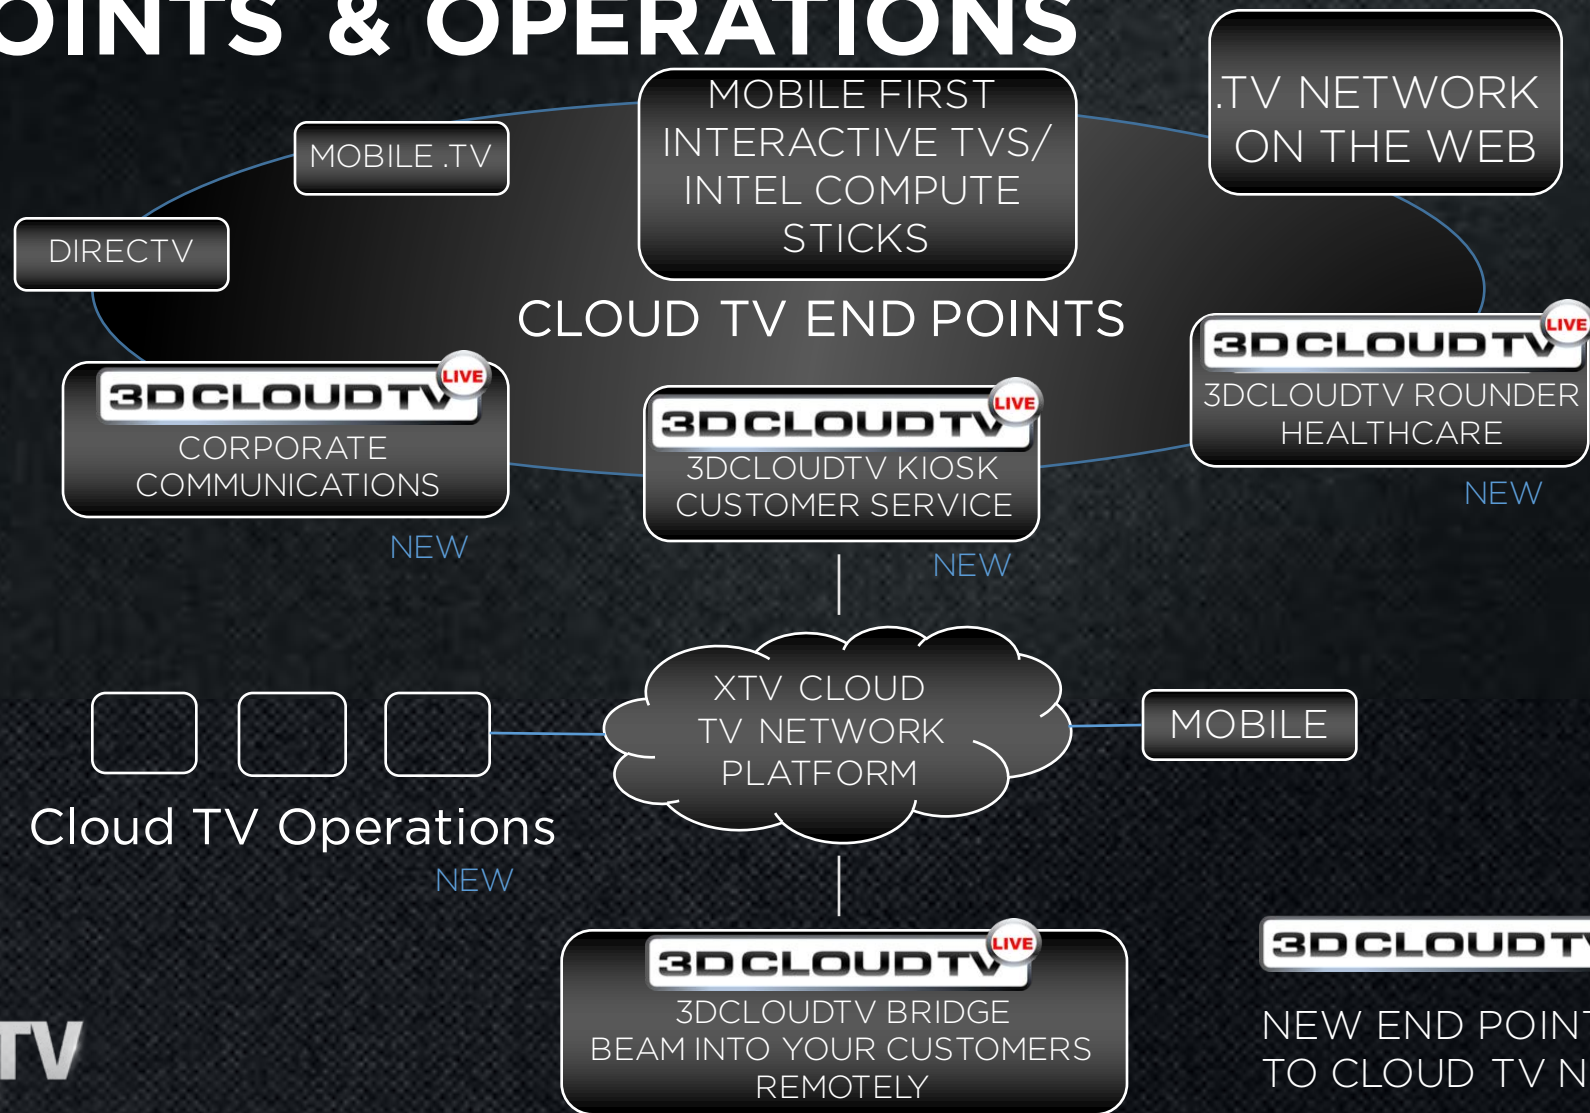 OINTS & OPERATIONS
MOBILE FIRST
INTERACTIVE TVS/
INTEL COMPUTE
STICKS
.TV NETWORK
ON THE WEB
MOBILE .TV
DIRECTV
CLOUD TV END POINTS
3DCLOUDTV LIVE
CORPORATE
COMMUNICATIONS
NEW
3DCLOUDTV LIVE
3DCLOUDTV KIOSK
CUSTOMER SERVICE
NEW
3DCLOUDTV LIVE
3DCLOUDTV ROUNDER
HEALTHCARE
NEW
XTV CLOUD
TV NETWORK
PLATFORM
MOBILE
Cloud TV Operations
NEW
3DCLOUDTV LIVE
3DCLOUDTV BRIDGE
BEAM INTO YOUR CUSTOMERS
REMOTELY
TV
3DCLOUDTV
NEW END POINT
TO CLOUD TV N